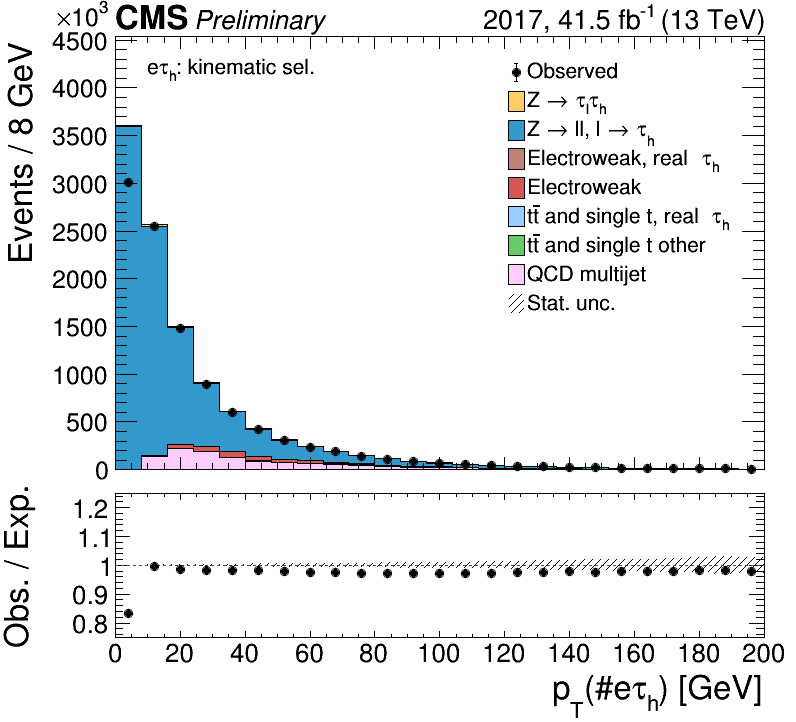 ×10³ CMS Preliminary 2017, 41.5 fb⁻¹ (13 TeV)
eτₕ: kinematic sel.
Observed
Z → τₗτₕ
Z → ll, l → τₕ
Electroweak, real τₕ
Electroweak
tt̄ and single t, real τₕ
tt̄ and single t other
QCD multijet
Stat. unc.
Events / 8 GeV
4500
4000
3500
3000
2500
2000
1500
1000
500
0
Obs. / Exp.
1.2
1.1
1
0.9
0.8
0 20 40 60 80 100 120 140 160 180 200
p_T(#eτₕ) [GeV]